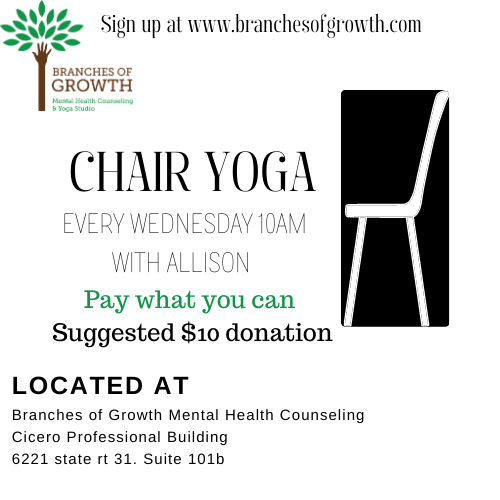 Sign up at www.branchesofgrowth.com
BRANCHES OF
GROWTH
Mental Health Counseling
& Yoga Studio
CHAIR YOGA
EVERY WEDNESDAY 10AM
WITH ALLISON
Pay what you can
Suggested $10 donation
LOCATED AT
Branches of Growth Mental Health Counseling
Cicero Professional Building
6221 state rt 31. Suite 101b